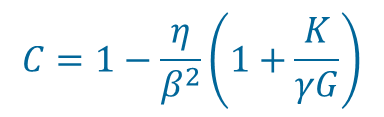 C = 1 − η/β² (1 + K/γG)